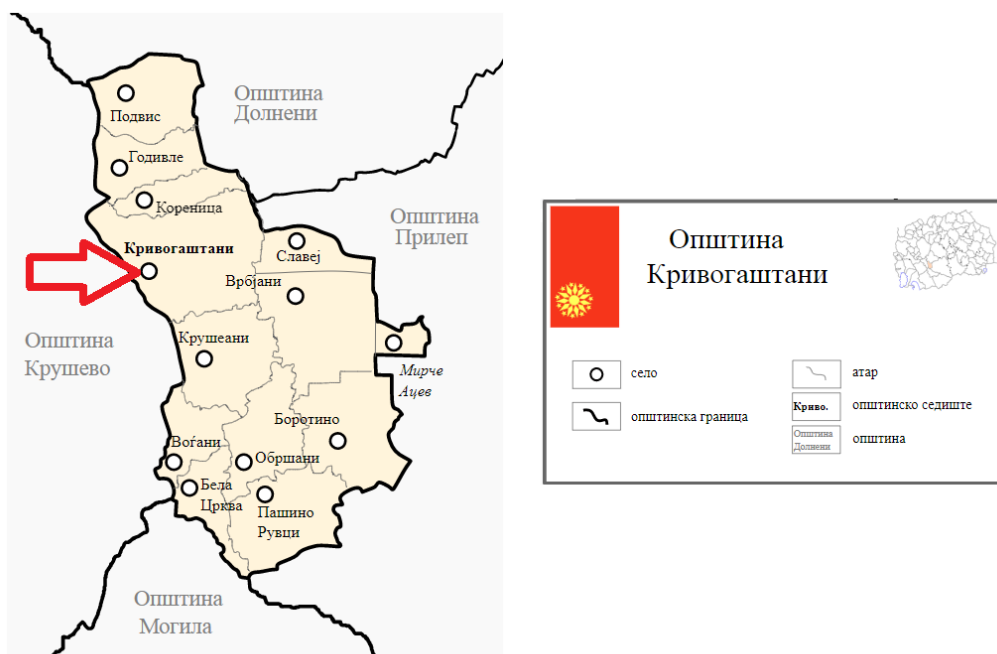 Општина
Долнени
Подвис
Годивле
Кореница
Општина
Прилеп
Кривогаштани
Славеј
Врбјани
Општина
Крушево
Крушеани
Мирче
Ацев
Боротино
Воѓани
Обршани
Бела
Црква
Пашино
Рувци
Општина
Могила
Општина
Кривогаштани
село
општинска граница
атар
Криво.
општинско седиште
Општина
Долнени
општина